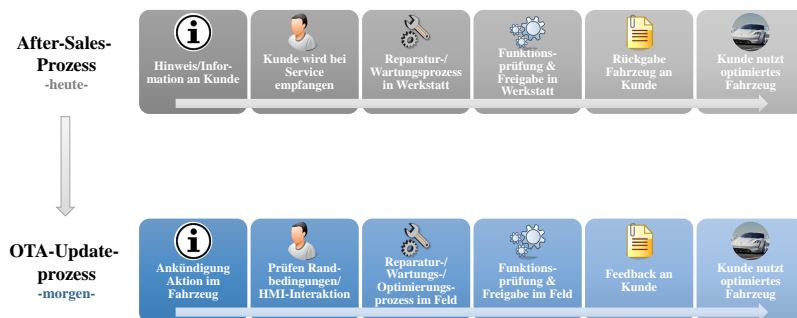 After-Sales-
Prozess
-heute-
Hinweis/Infor-
mation an Kunde
Kunde wird bei
Service
empfangen
Reparatur-/
Wartungsprozess
in Werkstatt
Funktions-
prüfung &
Freigabe in
Werkstatt
Rückgabe
Fahrzeug an
Kunde
Kunde nutzt
optimiertes
Fahrzeug
OTA-Update-
prozess
-morgen-
Ankündigung
Aktion im
Fahrzeug
Prüfen Rand-
bedingungen/
HMI-Interaktion
Reparatur-/
Wartungs-/
Optimierungs-
prozess im Feld
Funktions-
prüfung &
Freigabe im Feld
Feedback an
Kunde
Kunde nutzt
optimiertes
Fahrzeug